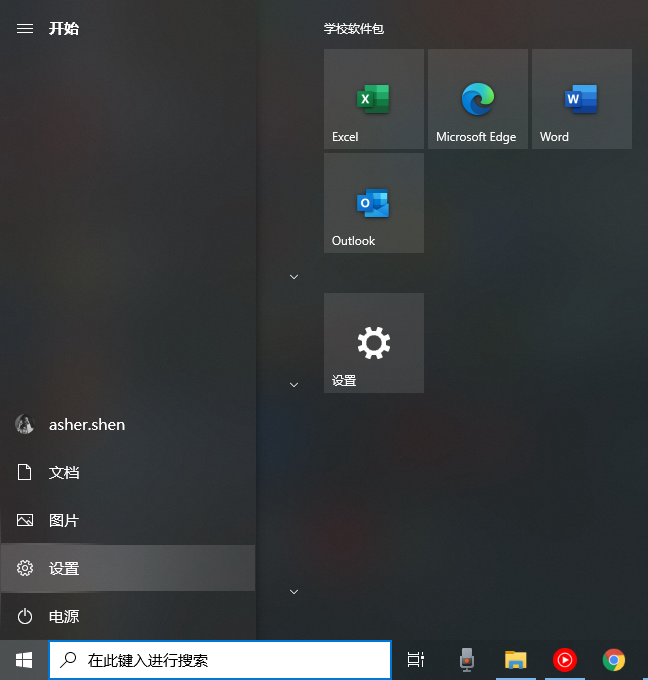 开始
asher.shen
文档
图片
设置
电源
学校软件包
Excel
Microsoft Edge
Word
Outlook
设置
在此键入进行搜索